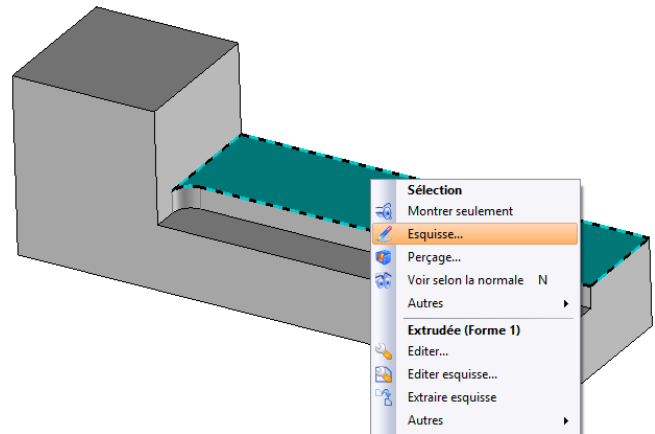 Sélection
Montrer seulement
Esquisse...
Perçage...
Voir selon la normale N
Autres
Extrudée (Forme 1)
Editer...
Editer esquisse...
Extraire esquisse
Autres